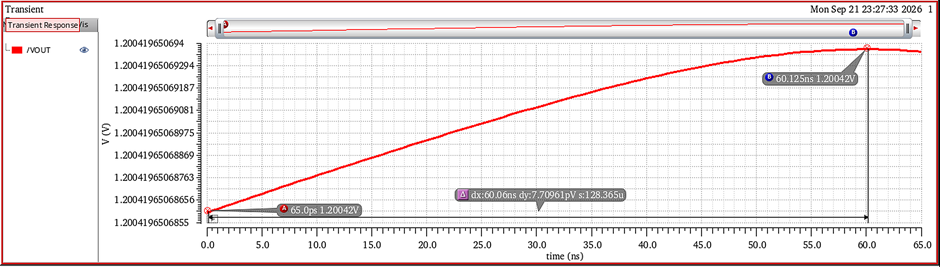 Transient
Mon Sep 21 23:27:33 2026 1
Transient Response
is
/VOUT
A
B
V (V)
1.200419650694
1.20041965069294
1.20041965069187
1.20041965069081
1.20041965068975
1.20041965068869
1.20041965068763
1.20041965068656
1.2004196506855
B 60.125ns 1.20042V
dx:60.06ns dy:7.70961pV s:128.365u
A 65.0ps 1.20042V
0.0 5.0 10.0 15.0 20.0 25.0 30.0 35.0 40.0 45.0 50.0 55.0 60.0 65.0
time (ns)